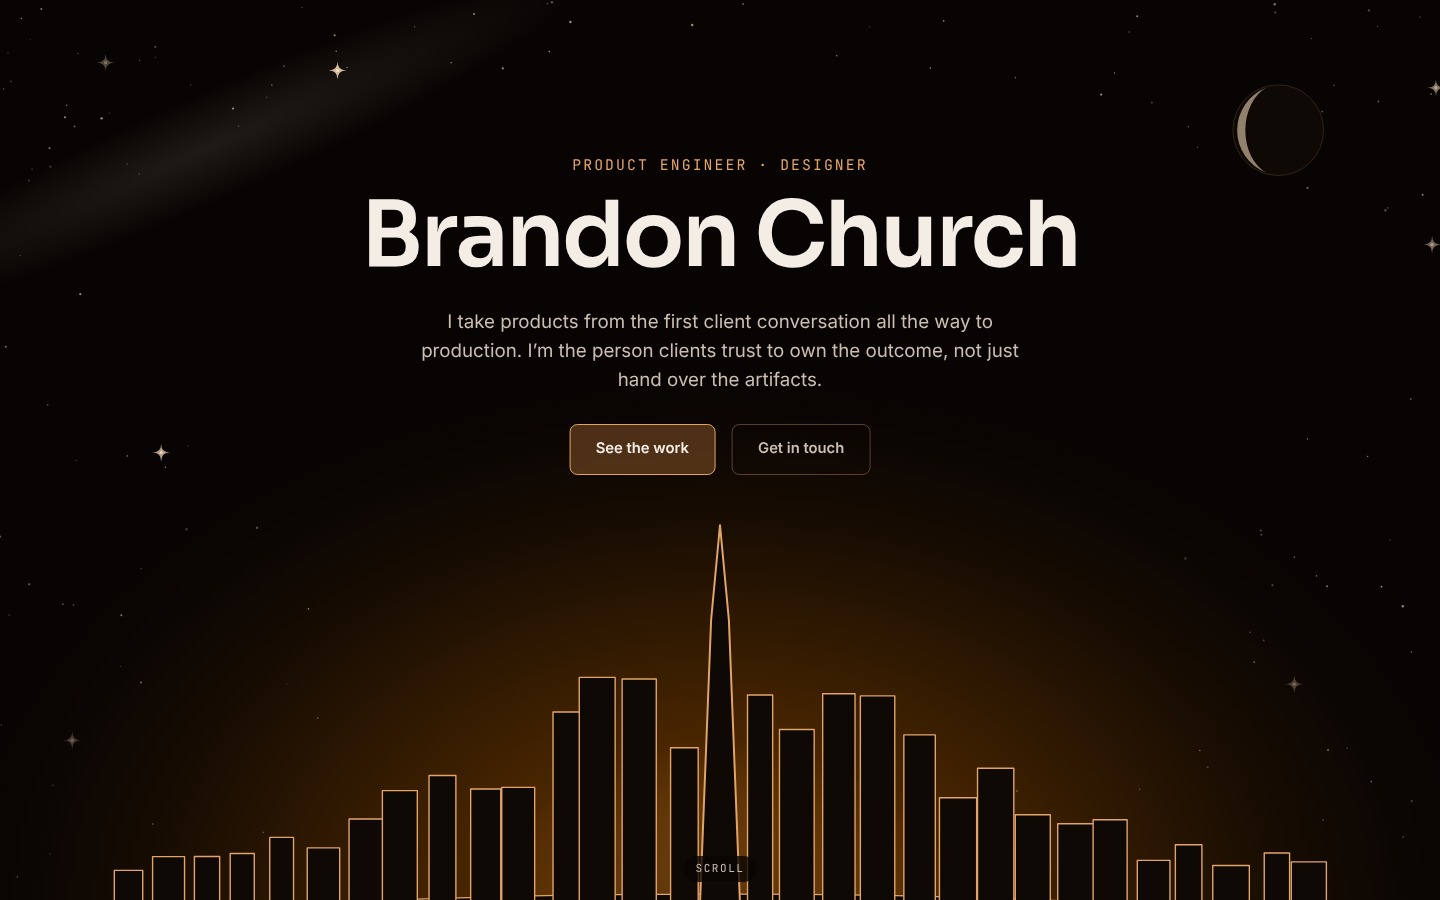 PRODUCT ENGINEER · DESIGNER
Brandon Church
I take products from the first client conversation all the way to
production. I’m the person clients trust to own the outcome, not just
hand over the artifacts.
See the work
Get in touch
SCROLL